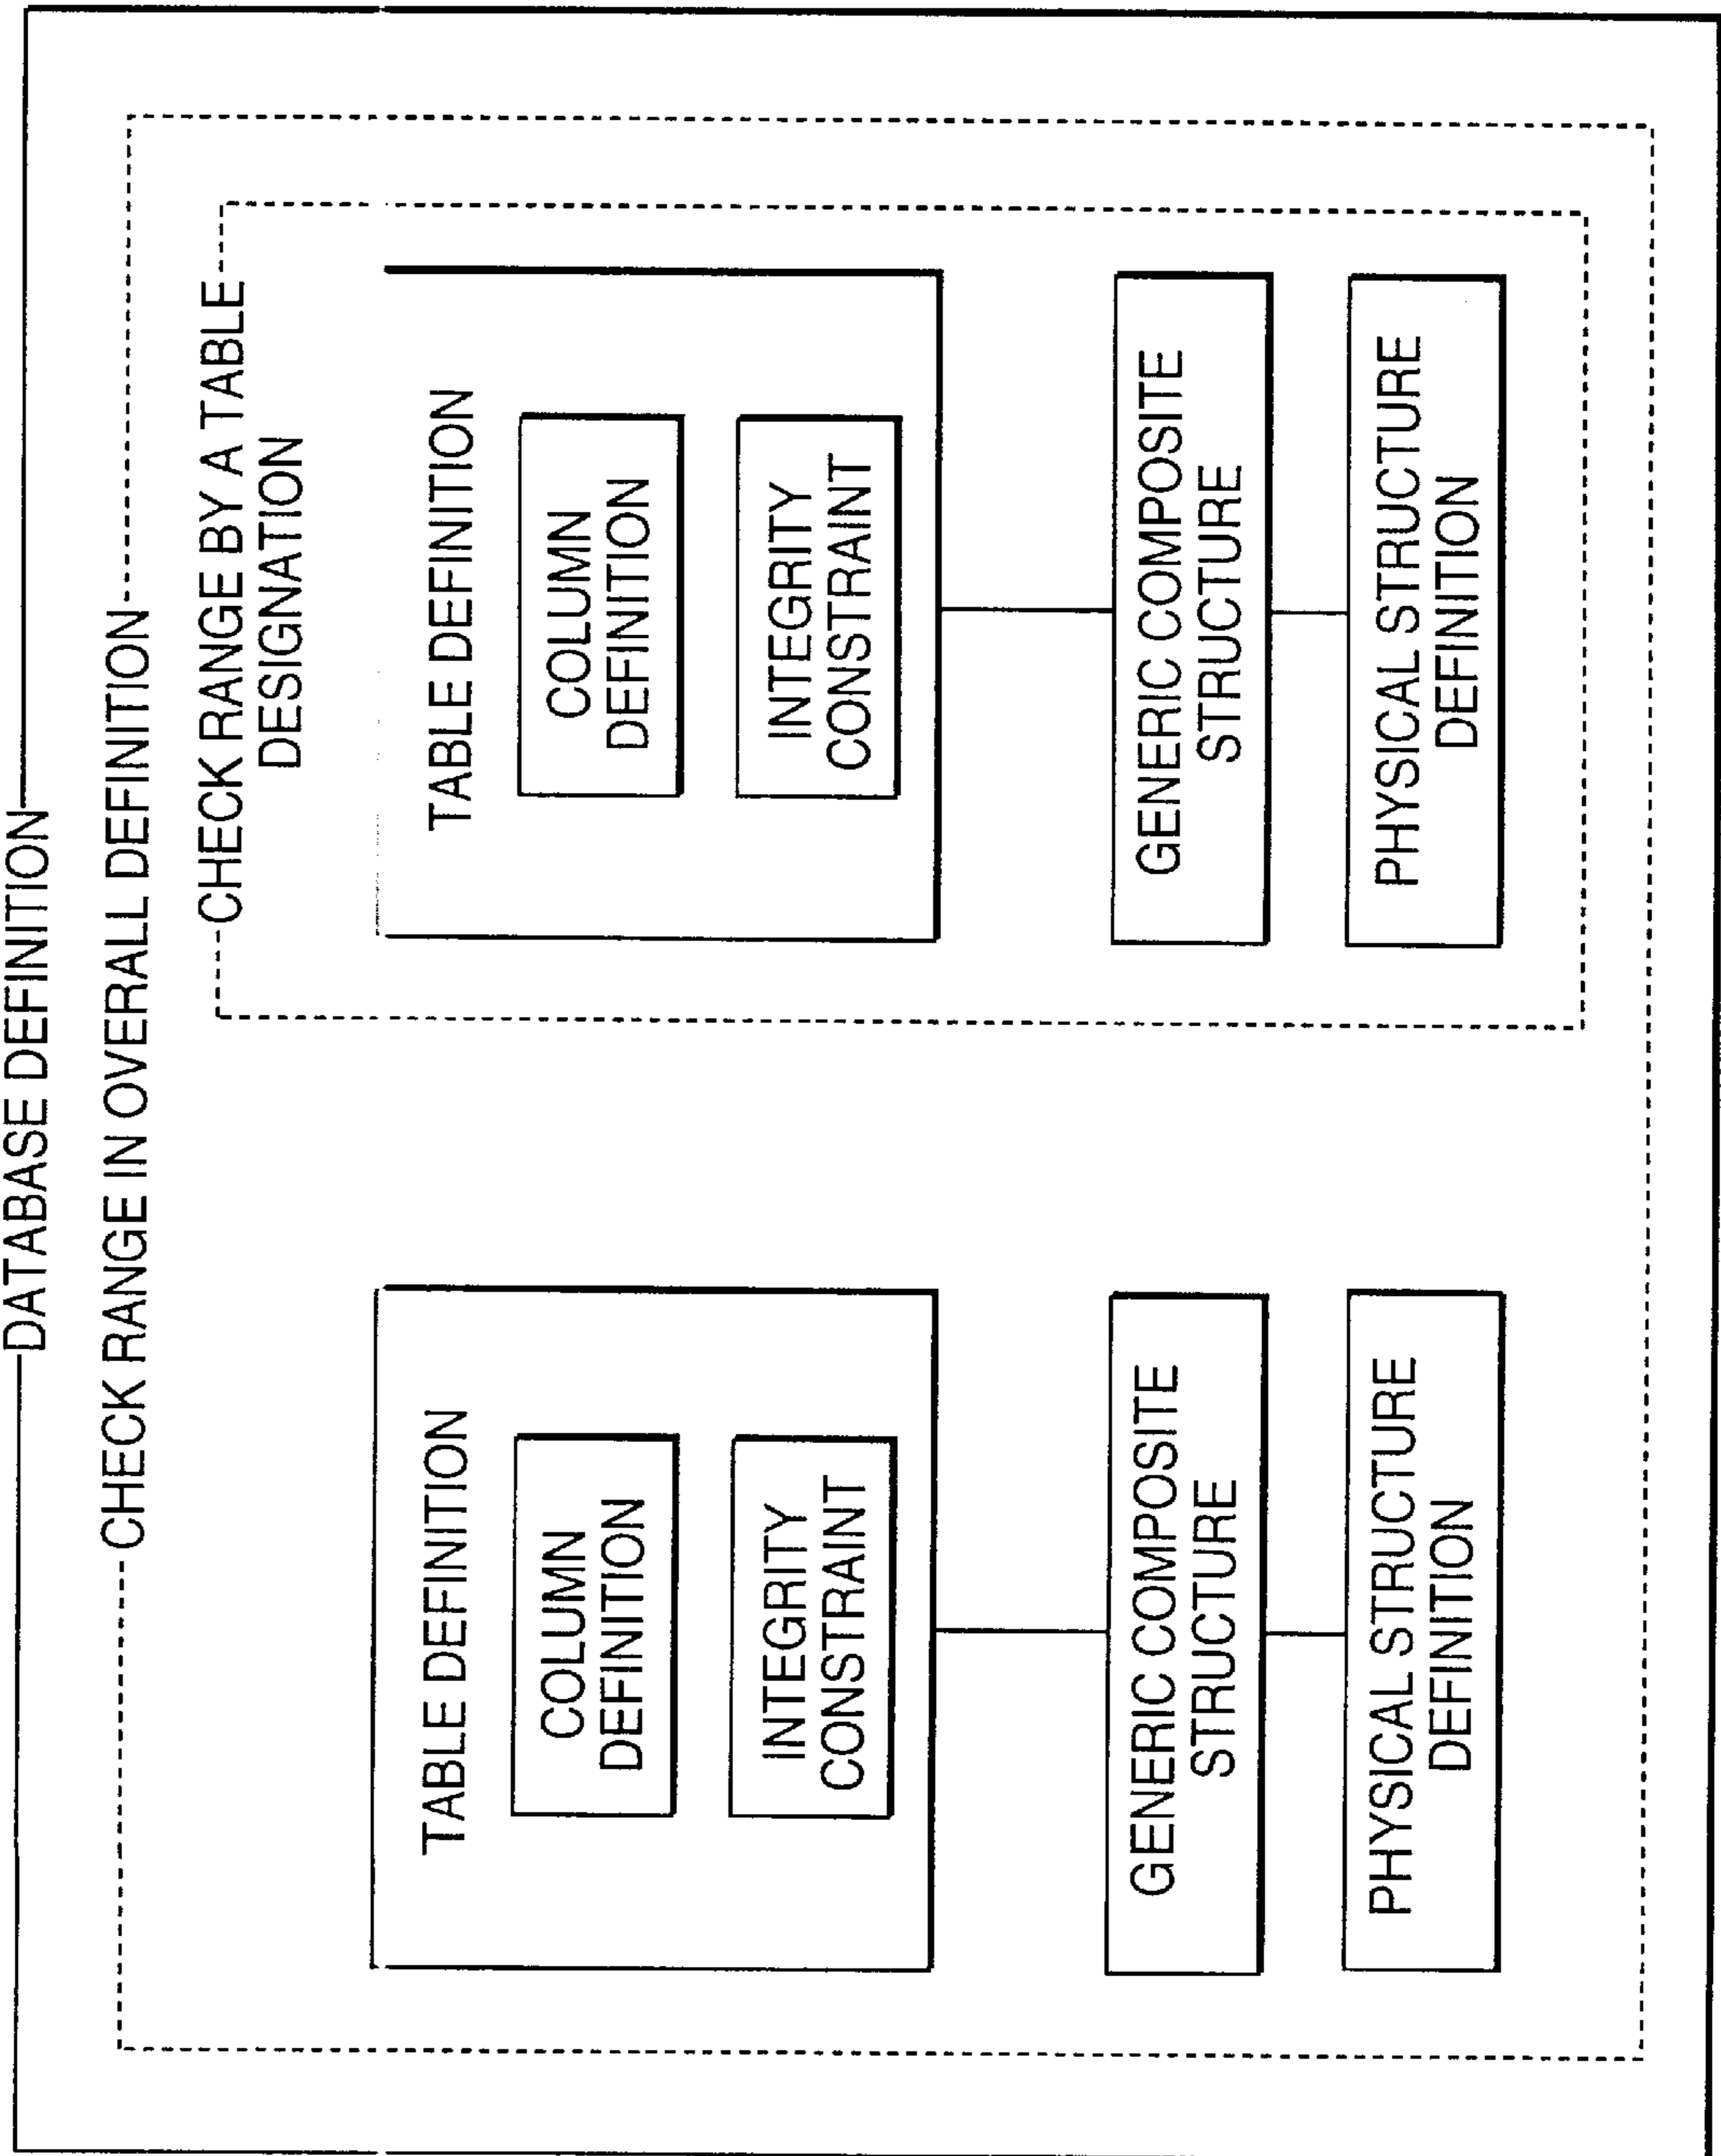 DATABASE DEFINITION
CHECK RANGE IN OVERALL DEFINITION
TABLE DEFINITION
COLUMN
DEFINITION
INTEGRITY
CONSTRAINT
GENERIC COMPOSITE
STRUCTURE
PHYSICAL STRUCTURE
DEFINITION
CHECK RANGE BY A TABLE
DESIGNATION
TABLE DEFINITION
COLUMN
DEFINITION
INTEGRITY
CONSTRAINT
GENERIC COMPOSITE
STRUCTURE
PHYSICAL STRUCTURE
DEFINITION